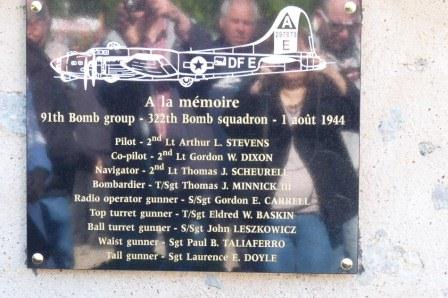 A
297879
E
DF E
A la mémoire
91th Bomb group - 322th Bomb squadron - 1 août 1944
Pilot - 2nd Lt Arthur L. STEVENS
Co-pilot - 2nd Lt Gordon W. DIXON
Navigator - 2nd Lt Thomas J. SCHEURELL
Bombardier - T/Sgt Thomas J. MINNICK III
Radio operator gunner - S/Sgt Gordon E. CARRELL
Top turret gunner - T/Sgt Eldred W. BASKIN
Ball turret gunner - S/Sgt John LESZKOWICZ
Waist gunner - Sgt Paul B. TALIAFERRO
Tail gunner - Sgt Laurence E. DOYLE